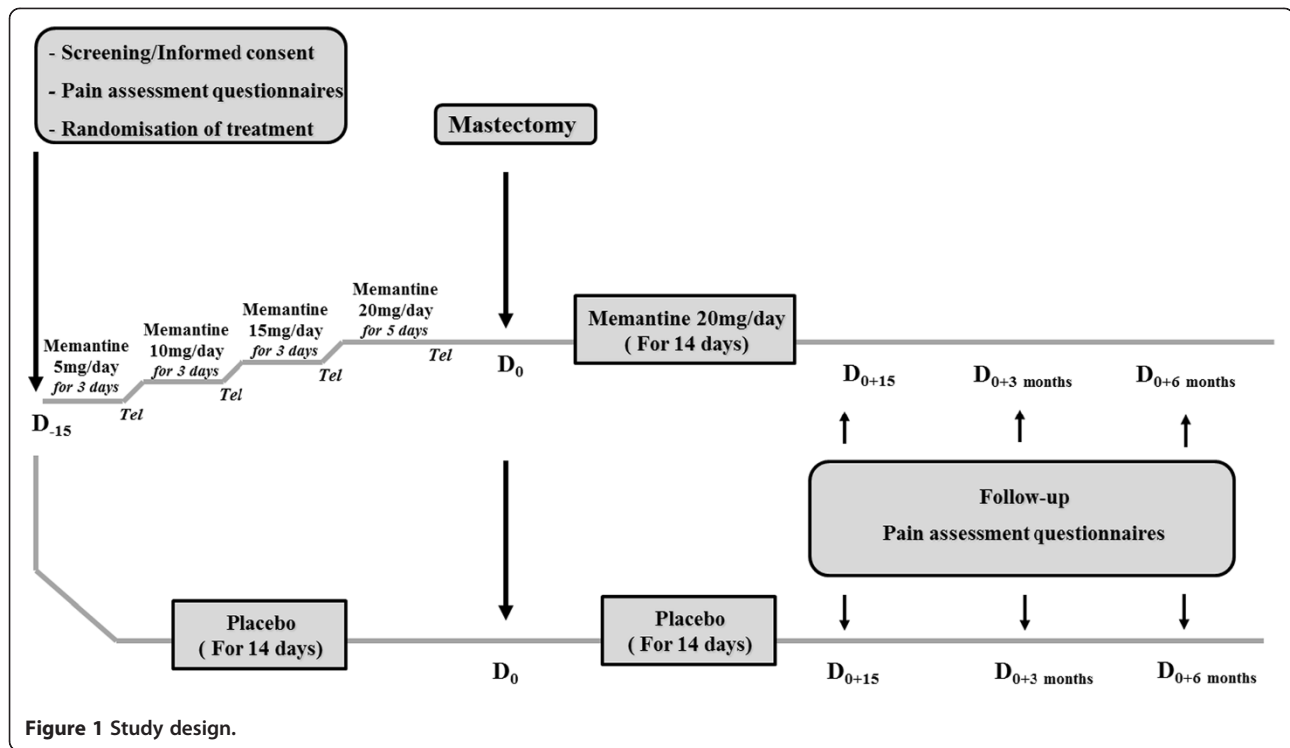 - Screening/Informed consent
- Pain assessment questionnaires
- Randomisation of treatment
Mastectomy
Memantine
5mg/day
for 3 days
Tel
Memantine
10mg/day
for 3 days
Tel
Memantine
15mg/day
for 3 days
Tel
Memantine
20mg/day
for 5 days
Tel
D-15
D0
Memantine 20mg/day
( For 14 days)
D0+15
D0+3 months
D0+6 months
Follow-up
Pain assessment questionnaires
Placebo
( For 14 days)
D0
Placebo
( For 14 days)
D0+15
D0+3 months
D0+6 months
Figure 1 Study design.